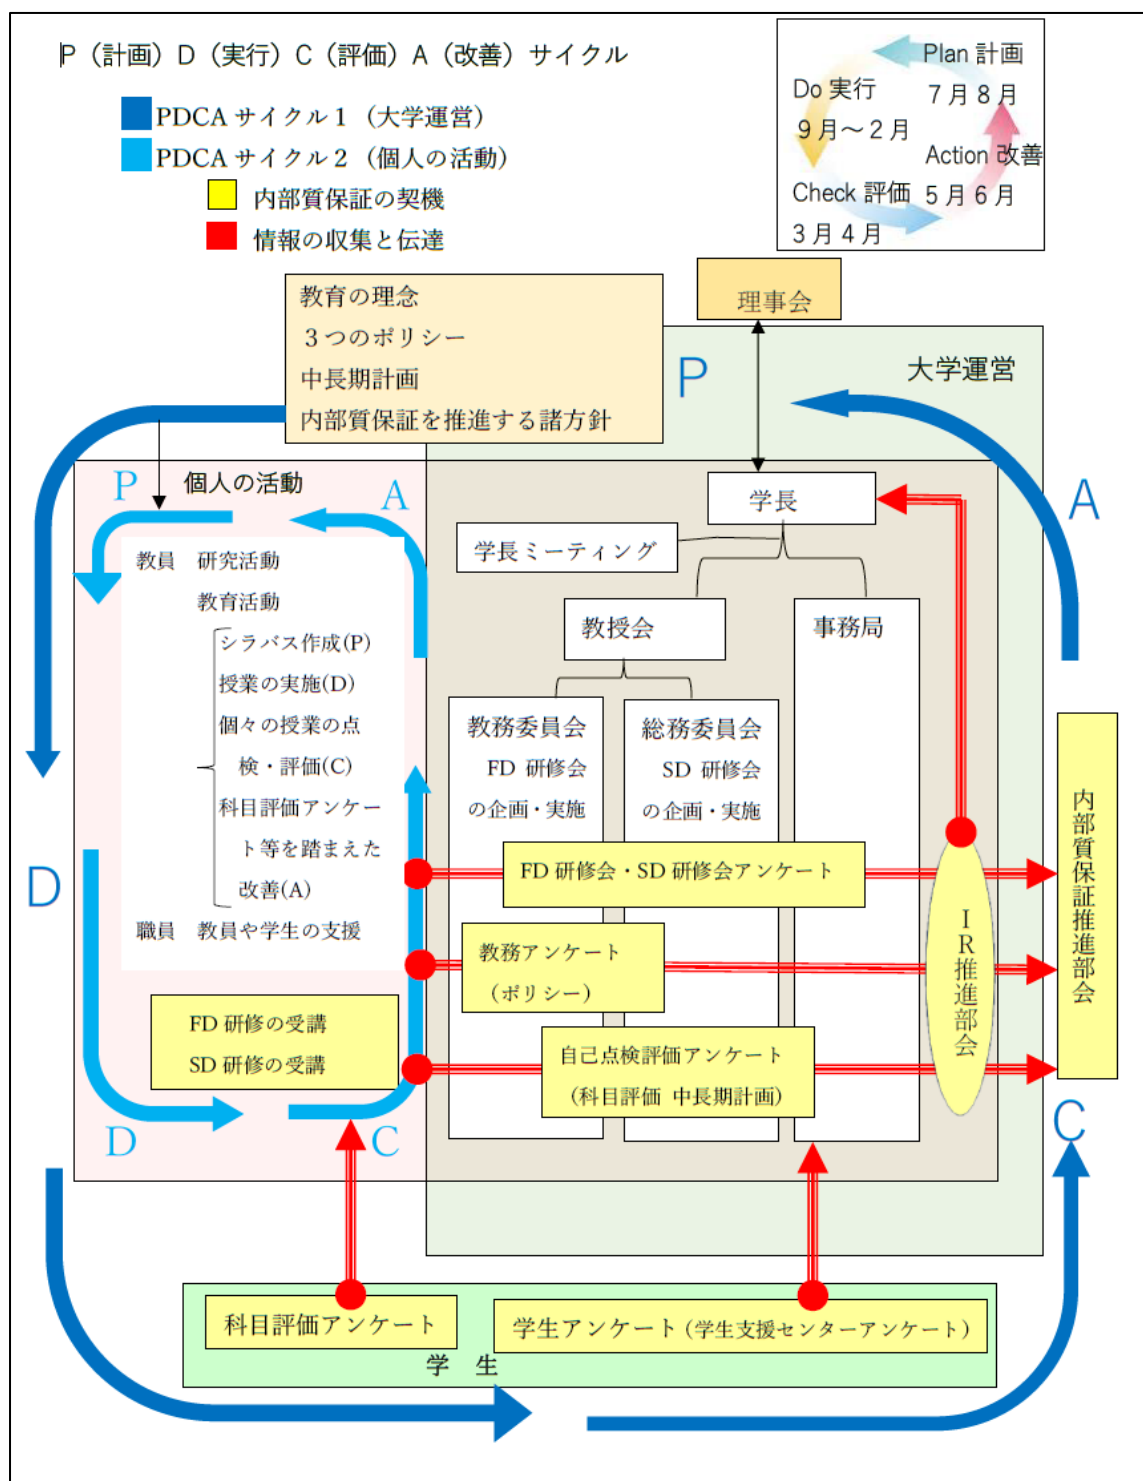 P（計画）D（実行）C（評価）A（改善）サイクル
PDCA サイクル１（大学運営）
PDCA サイクル２（個人の活動）
内部質保証の契機
情報の収集と伝達
Plan 計画
7 月 8 月
Do 実行
9 月～2 月
Action 改善
5 月 6 月
Check 評価
3 月 4 月
教育の理念
３つのポリシー
中長期計画
内部質保証を推進する諸方針
理事会
P
大学運営
A
個人の活動
P
A
学長
学長ミーティング
教授会
事務局
教員　研究活動
教育活動
シラバス作成(P)
授業の実施(D)
個々の授業の点
検・評価(C)
科目評価アンケー
ト等を踏まえた
改善(A)
職員　教員や学生の支援
教務委員会
FD 研修会
の企画・実施
総務委員会
SD 研修会
の企画・実施
D
FD 研修会・SD 研修会アンケート
教務アンケート
（ポリシー）
自己点検評価アンケート
（科目評価 中長期計画）
IR推進部会
内部質保証推進部会
FD 研修の受講
SD 研修の受講
D
C
C
科目評価アンケート
学生アンケート（学生支援センターアンケート）
学　生